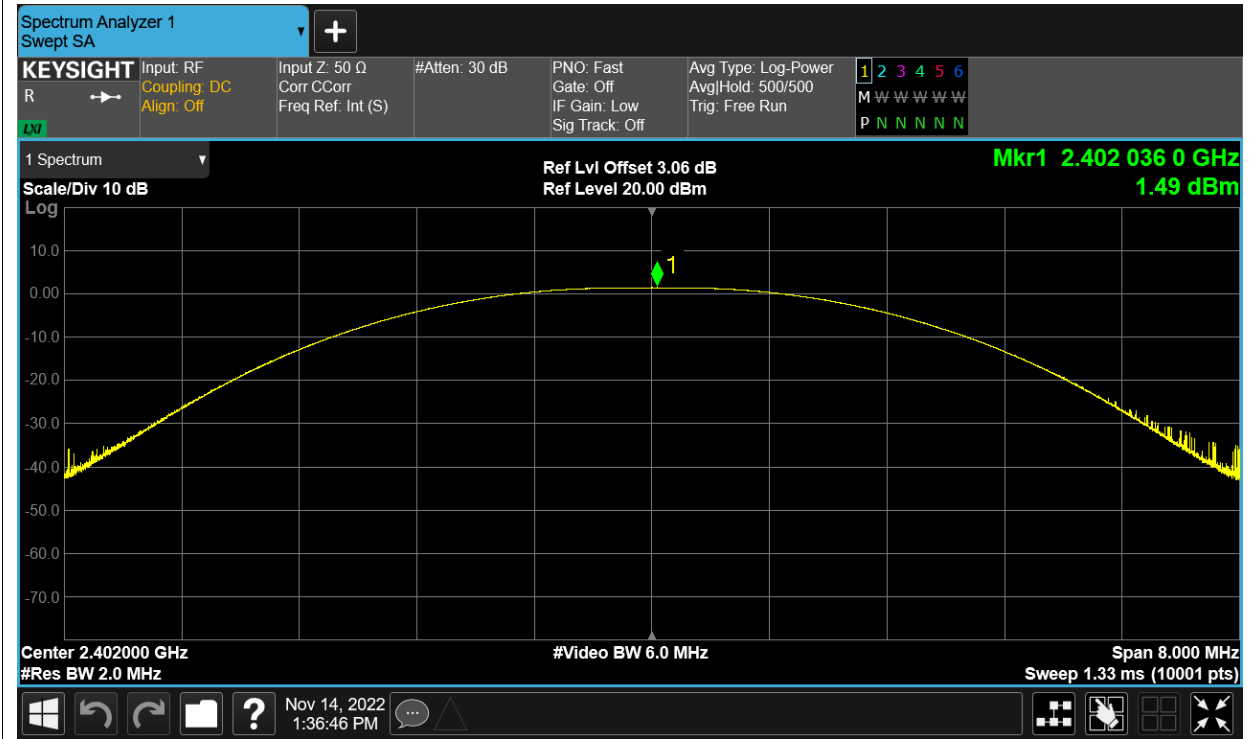 Spectrum Analyzer 1
Swept SA
KEYSIGHT
R
LXI
Input: RF
Coupling: DC
Align: Off
Input Z: 50 Ω
Corr CCorr
Freq Ref: Int (S)
#Atten: 30 dB
PNO: Fast
Gate: Off
IF Gain: Low
Sig Track: Off
Avg Type: Log-Power
Avg|Hold: 500/500
Trig: Free Run
1 2 3 4 5 6
M W W W W W
P N N N N N
1 Spectrum
Scale/Div 10 dB
Ref Lvl Offset 3.06 dB
Ref Level 20.00 dBm
Mkr1 2.402 036 0 GHz
1.49 dBm
Log
10.0
0.00
-10.0
-20.0
-30.0
-40.0
-50.0
-60.0
-70.0
1
Center 2.402000 GHz
#Res BW 2.0 MHz
#Video BW 6.0 MHz
Span 8.000 MHz
Sweep 1.33 ms (10001 pts)
?
Nov 14, 2022
1:36:46 PM